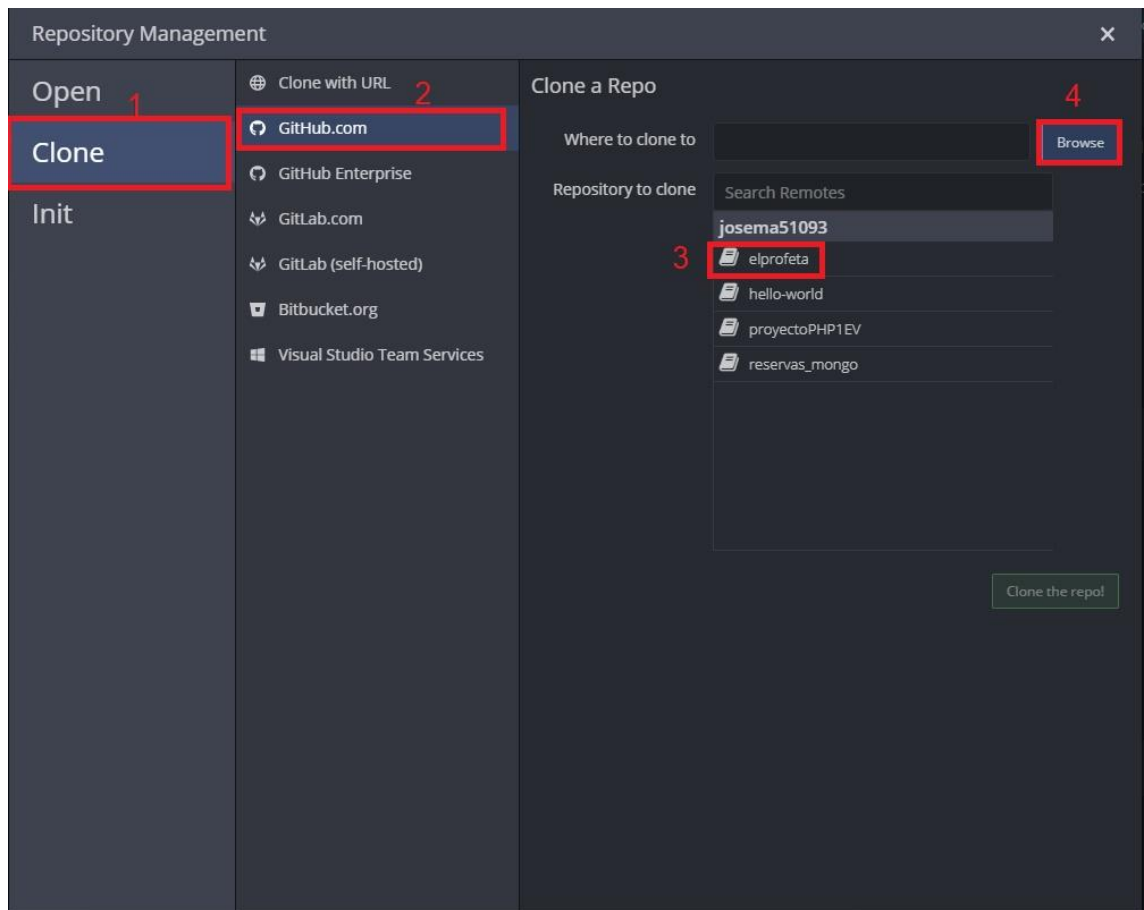 Repository Management
Open
1
Clone
Init
Clone with URL
2
GitHub.com
GitHub Enterprise
GitLab.com
GitLab (self-hosted)
Bitbucket.org
Visual Studio Team Services
Clone a Repo
4
Where to clone to
Browse
Repository to clone
Search Remotes
josema51093
3
elprofeta
hello-world
proyectoPHP1EV
reservas_mongo
Clone the repo!